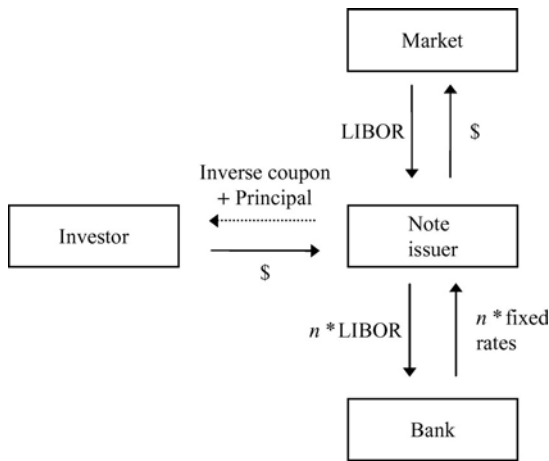 Market
LIBOR
$
Inverse coupon
+ Principal
Investor
Note
issuer
$
n *LIBOR
n *fixed
rates
Bank